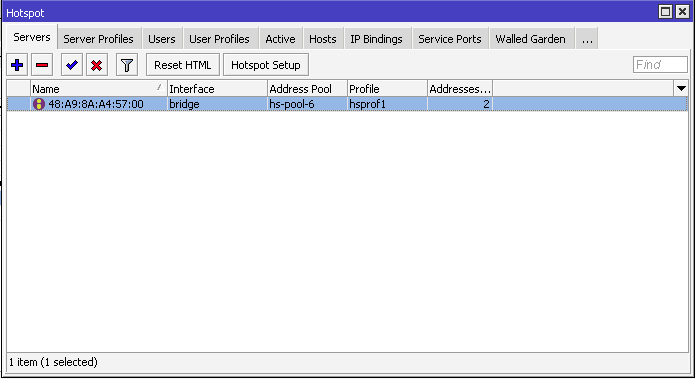 Hotspot
Servers Server Profiles Users User Profiles Active Hosts IP Bindings Service Ports Walled Garden ...
Reset HTML Hotspot Setup Find
Name Interface Address Pool Profile Addresses...
48:A9:8A:A4:57:00 bridge hs-pool-6 hsprof1 2
1 item (1 selected)